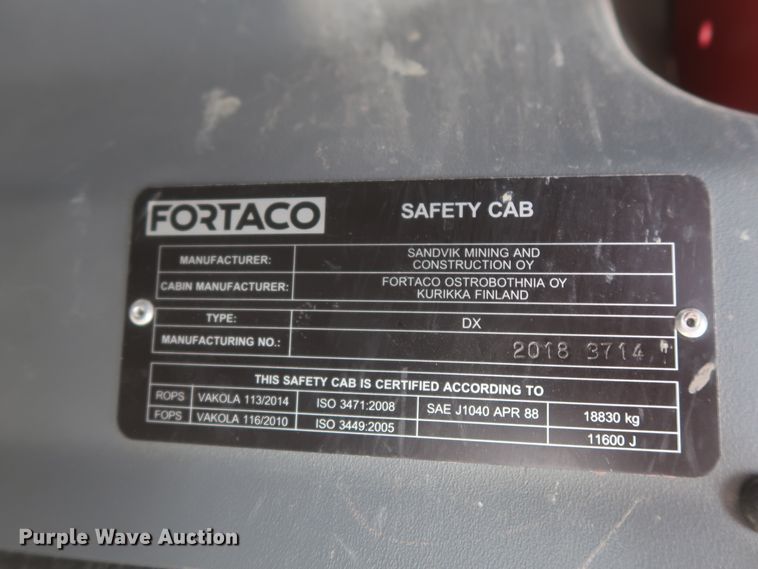 FORTACO SAFETY CAB
MANUFACTURER: SANDVIK MINING AND CONSTRUCTION OY
CABIN MANUFACTURER: FORTACO OSTROBOTHNIA OY KURIKKA FINLAND
TYPE: DX
MANUFACTURING NO.: 2018 3714
THIS SAFETY CAB IS CERTIFIED ACCORDING TO
ROPS VAKOLA 113/2014 ISO 3471:2008 SAE J1040 APR 88 18830 kg
FOPS VAKOLA 116/2010 ISO 3449:2005 11600 J
Purple Wave Auction